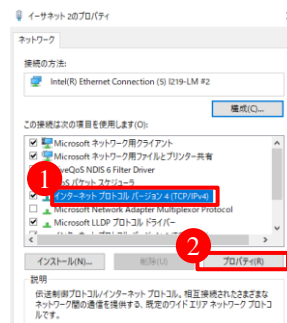 イーサネット 2のプロパティ
ネットワーク
接続の方法:
Intel(R) Ethernet Connection (5) I219-LM #2
構成(C)...
この接続は次の項目を使用します(O):
Microsoft ネットワーク用クライアント
Microsoft ネットワーク用ファイルとプリンター共有
veQoS NDIS 6 Filter Driver
1
oS パケット スケジューラ
インターネット プロトコル バージョン 4 (TCP/IPv4)
Microsoft Network Adapter Multiplexor Protocol
Microsoft LLDP プロトコル ドライバー
2
インストール(N)...
削除(U)
プロパティ(R)
説明
伝送制御プロトコル/インターネット プロトコル。相互接続されたさまざまな
ネットワーク間の通信を提供する、既定のワイド エリア ネットワーク プロトコ
ルです。